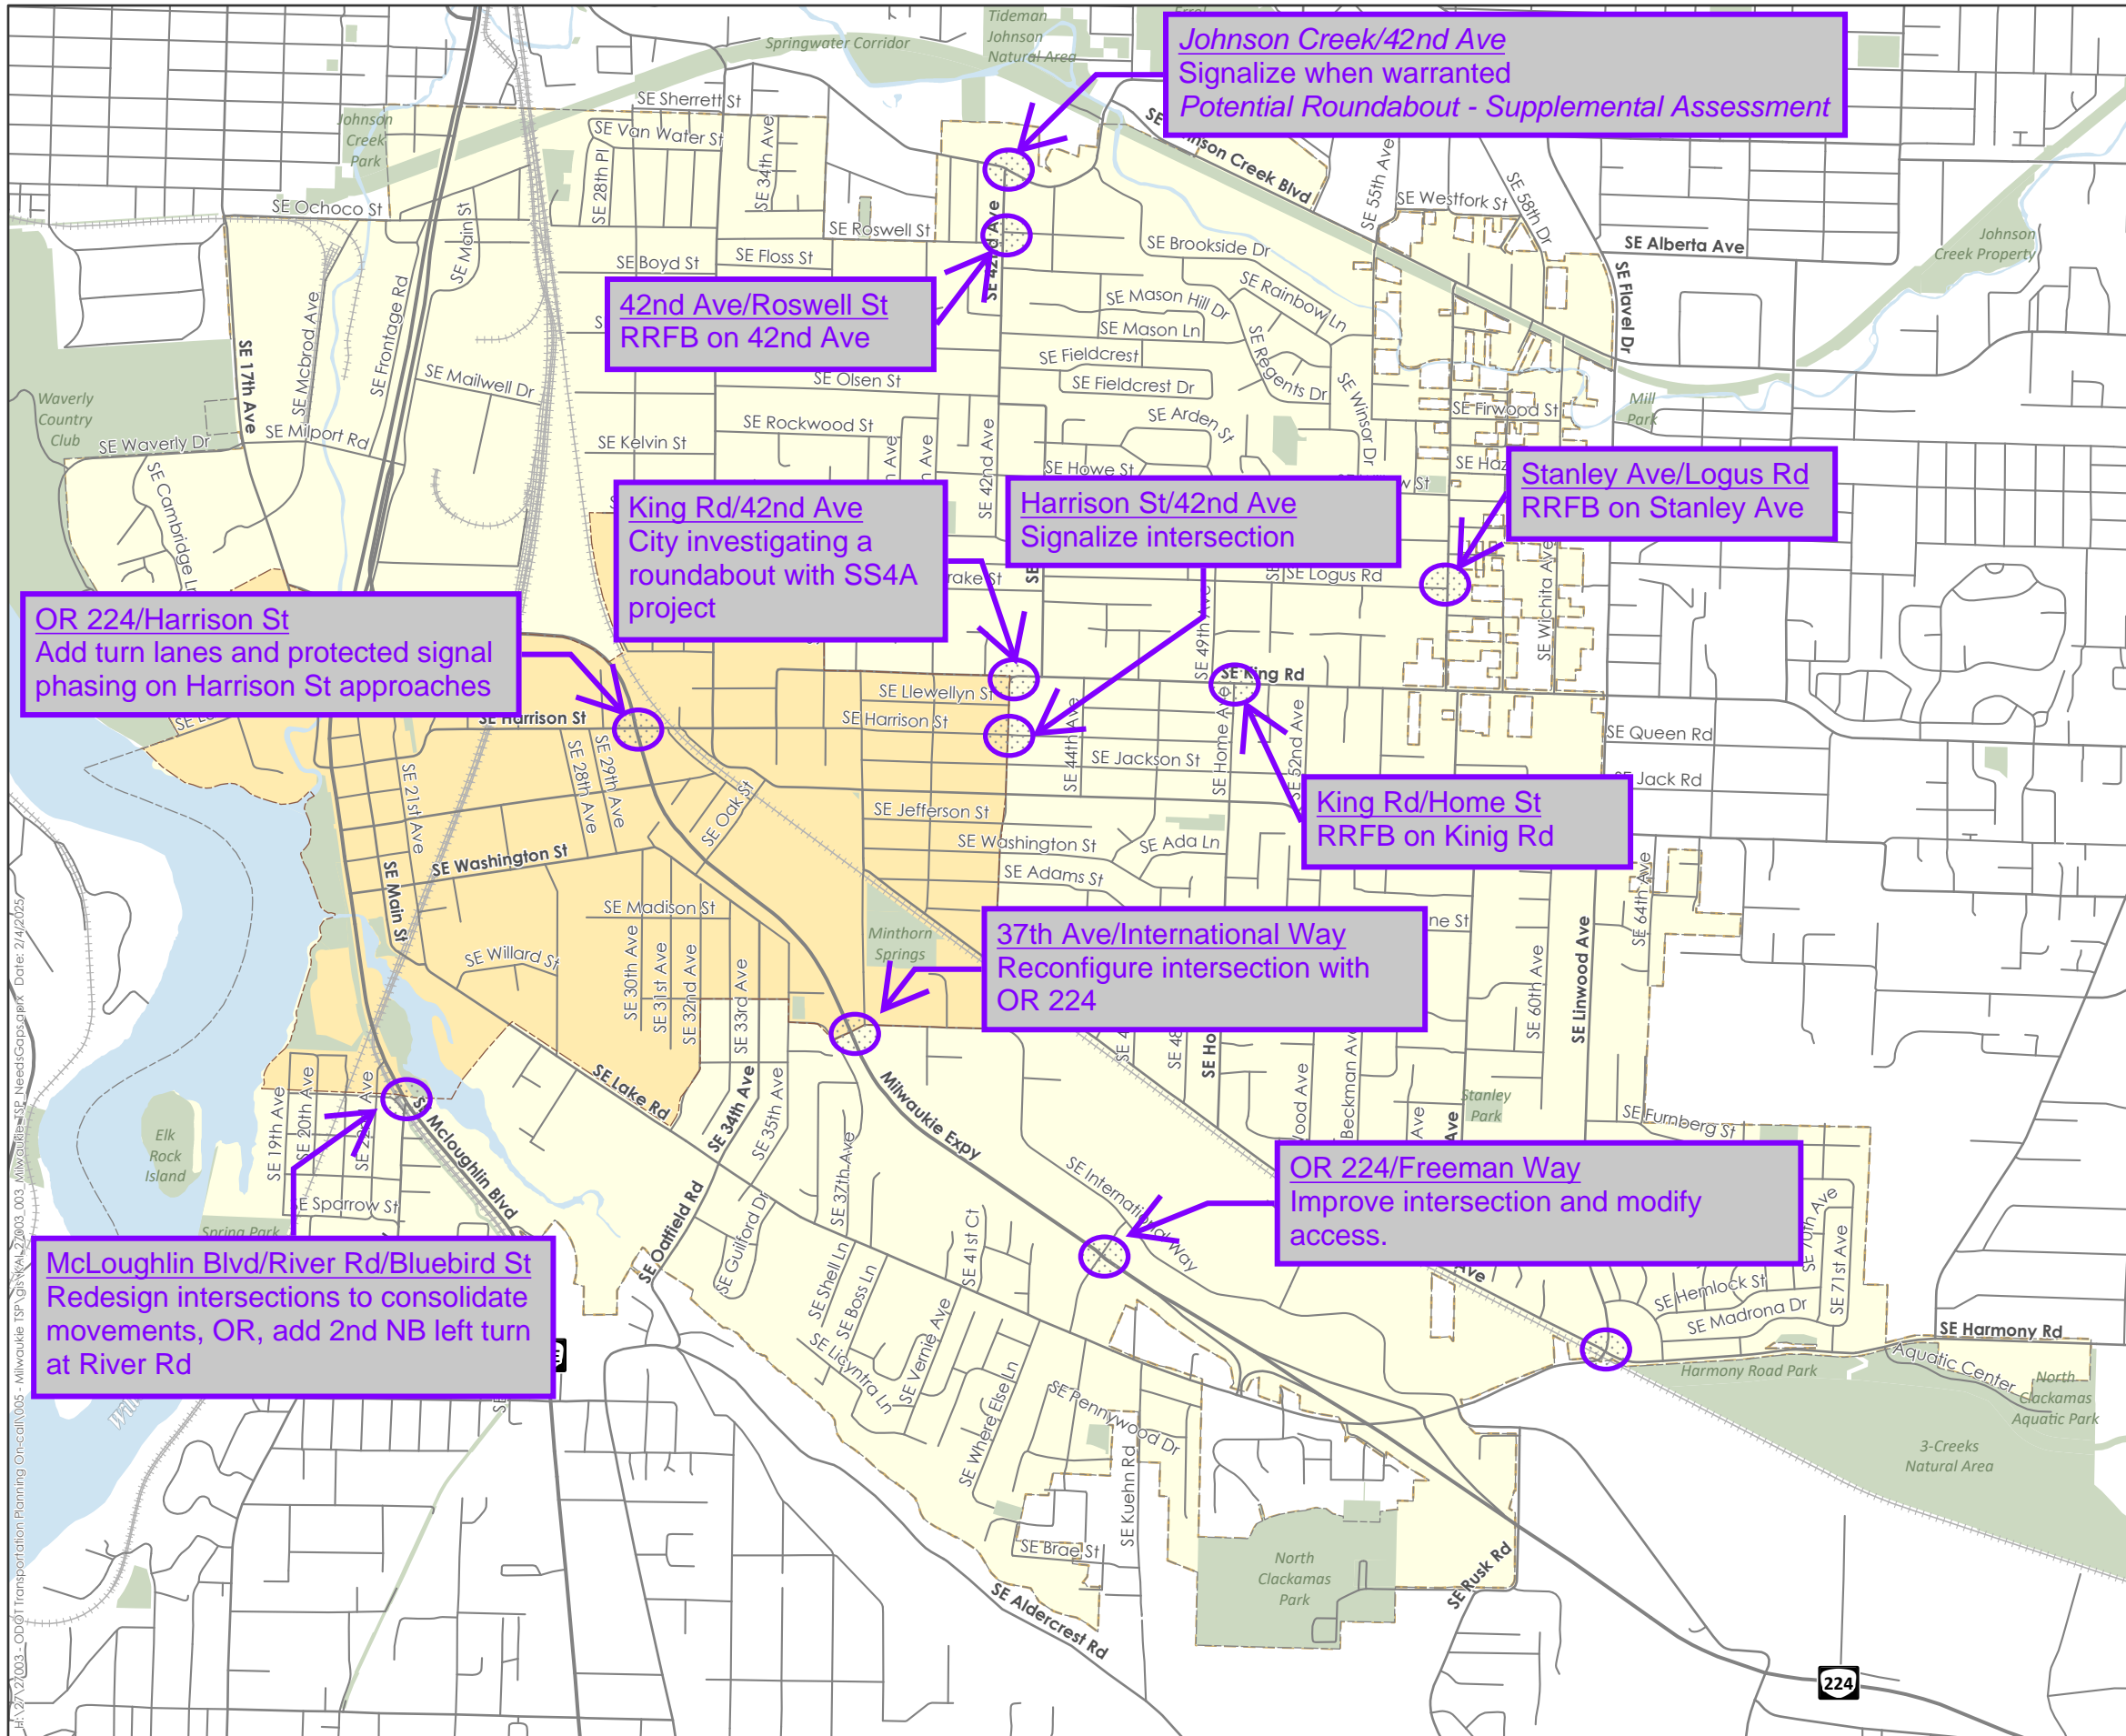 Tideman
Johnson
Natural Area
Errol
Springwater Corridor
Johnson Creek/42nd Ave
Signalize when warranted
Potential Roundabout - Supplemental Assessment
SE Sherrett St
SE Van Water St
Johnson
Creek
Park
SE 28th Pl
SE 34th Ave
SE Johnson Creek Blvd
SE 55th Ave
SE Westfork St
SE 58th Dr
SE Ochoco St
SE Main St
SE Roswell St
SE 42nd Ave
SE Brookside Dr
SE Alberta Ave
Johnson
Creek Property
SE Boyd St
SE Floss St
SE Flavel Dr
SE Mcbrod Ave
SE Frontage Rd
42nd Ave/Roswell St
RRFB on 42nd Ave
SE Mason Hill Dr
SE Rainbow Ln
SE Mason Ln
SE Regents Dr
SE 17th Ave
SE Fieldcrest
SE Fieldcrest Dr
SE Olsen St
SE Mailwell Dr
SE Winsor Dr
Waverly
Country
Club
SE Waverly Dr
SE Milport Rd
SE Kelvin St
SE Rockwood St
SE 42nd Ave
SE Arden St
SE Firwood St
Mill
Park
SE Howe St
SE Cambridge Ln
Stanley Ave/Logus Rd
RRFB on Stanley Ave
King Rd/42nd Ave
City investigating a
roundabout with SS4A
project
Harrison St/42nd Ave
Signalize intersection
SE Logus Rd
SE Wichita Ave
SE 49th Ave
OR 224/Harrison St
Add turn lanes and protected signal
phasing on Harrison St approaches
SE Llewellyn St
SE King Rd
SE Harrison St
SE Harrison St
SE 28th Ave
SE 29th Ave
SE 44th Ave
SE Home Ave
SE 52nd Ave
SE Queen Rd
SE Jackson St
SE Jack Rd
SE 21st Ave
SE Oak St
SE Jefferson St
King Rd/Home St
RRFB on Kinig Rd
SE Washington St
SE Washington St
SE Ada Ln
SE Adams St
SE Main St
SE 64th Ave
SE Madison St
Minthorn
Springs
37th Ave/International Way
Reconfigure intersection with
OR 224
SE Willard St
SE 30th Ave
SE 31st Ave
SE 32nd Ave
SE 33rd Ave
SE 60th Ave
SE Linwood Ave
SE 34th Ave
SE 35th Ave
SE Lake Rd
SE 19th Ave
SE 20th Ave
SE Mcloughlin Blvd
Milwaukie Expy
Beckman Ave
Stanley
Park
SE Furnberg St
Elk
Rock
Island
SE 37th Ave
SE International Way
OR 224/Freeman Way
Improve intersection and modify
access.
SE Sparrow St
Spring Park
SE Oatfield Rd
SE Guilford Dr
SE 41st Ct
SE 70th Ave
SE 71st Ave
McLoughlin Blvd/River Rd/Bluebird St
Redesign intersections to consolidate
movements, OR, add 2nd NB left turn
at River Rd
SE Shell Ln
SE Boss Ln
SE Licyntra Ln
SE Vernie Ave
SE Where Else Ln
SE Pennywood Dr
SE Kuehn Rd
SE Hemlock St
SE Madrona Dr
SE Harmony Rd
Harmony Road Park
Aquatic Center
North
Clackamas
Aquatic Park
3-Creeks
Natural Area
SE Brae St
North
Clackamas
Park
SE Rusk Rd
SE Aldercrest Rd
224